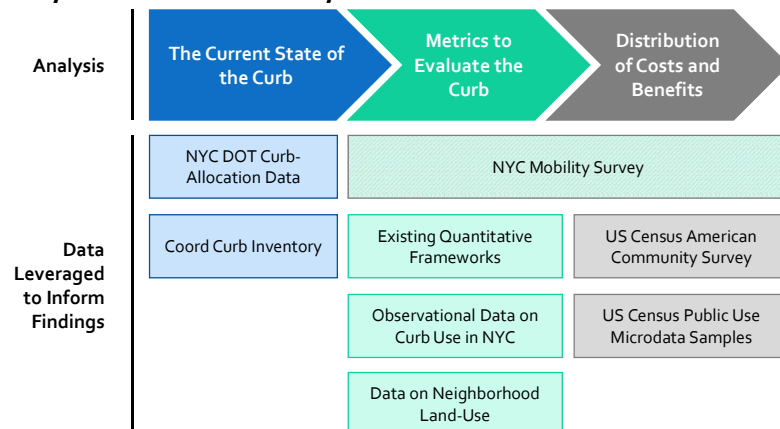 Analysis
The Current State of
the Curb
Metrics to
Evaluate the
Curb
Distribution
of Costs and
Benefits
Data
Leveraged
to Inform
Findings
NYC DOT Curb-
Allocation Data
NYC Mobility Survey
Coord Curb Inventory
Existing Quantitative
Frameworks
US Census American
Community Survey
Observational Data on
Curb Use in NYC
US Census Public Use
Microdata Samples
Data on Neighborhood
Land-Use